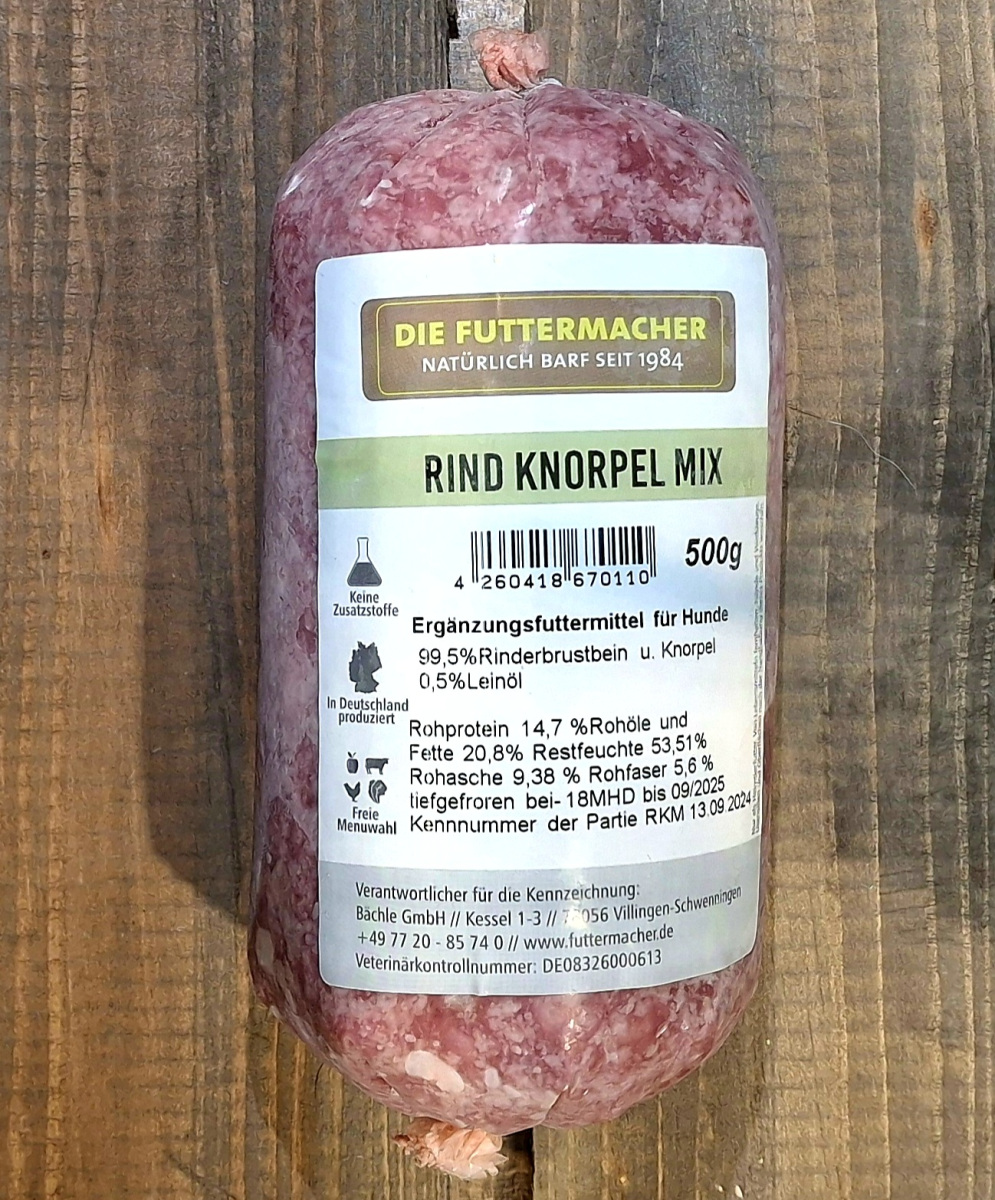 DIE FUTTERMACHER
NATÜRLICH BARF SEIT 1984
RIND KNORPEL MIX
500g
4 260418 670110
Keine
Zusatzstoffe
Ergänzungsfuttermittel für Hunde
99,5%Rinderbrustbein u. Knorpel
0,5%Leinöl
In Deutschland
produziert
Rohprotein 14,7 %Rohöle und
Fette 20,8% Restfeuchte 53,51%
Rohasche 9,38 % Rohfaser 5,6 %
tiefgefroren bei- 18MHD bis 09/2025
Kennnummer der Partie RKM 13.09.2024
Freie
Menuwahl
Verantwortlicher für die Kennzeichnung:
Bächle GmbH // Kessel 1-3 // Villingen-Schwenningen
+49 77 20 - 85 74 0 // www.futtermacher.de
Veterinärkontrollnummer: DE08326000613